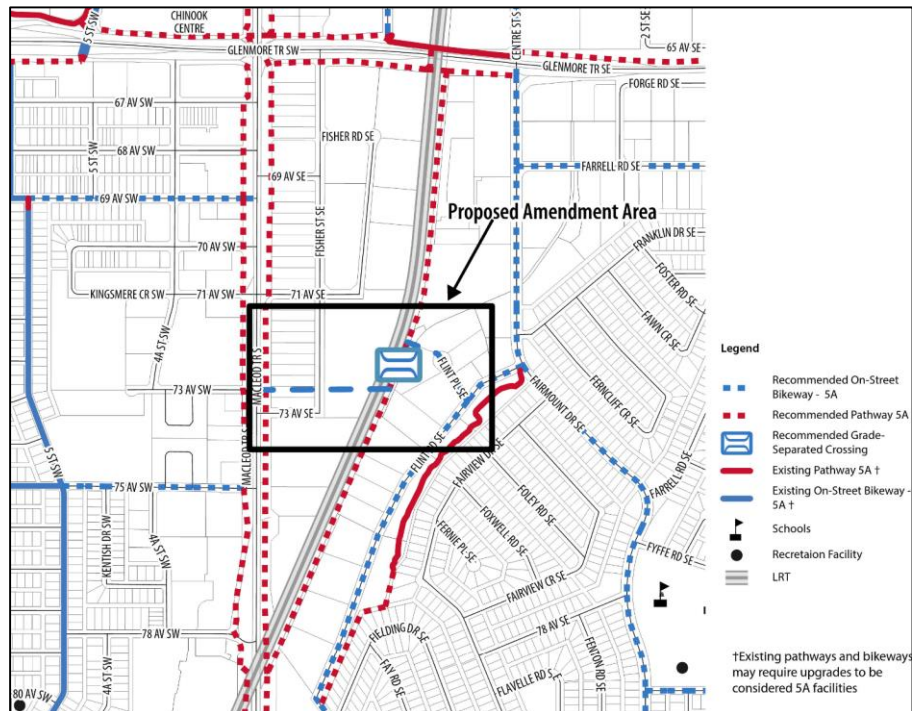 CHINOOK
CENTRE
5 ST SW
GLENMORE TR SW
CENTRE ST S
2 ST SE
65 AV SE
GLENMORE TR SE
FORGE RD SE
67 AV SW
FISHER RD SE
68 AV SW
5 ST SW
69 AV SE
FARRELL RD SE
69 AV SW
Proposed Amendment Area
FISHER ST SE
FRANKLIN DR SE
70 AV SW
FOSTER RD SE
KINGSMERE CR SW
71 AV SW
71 AV SE
FAWN CR SE
4A ST SW
MACLEOD TR S
FLINT PL SE
FERNCLIFF CR SE
73 AV SW
73 AV SE
FAIRMOUNT DR SE
MACLEOD TR S
FLINT RD SE
FAIRVIEW DR SE
5 ST SW
75 AV SW
FOLEY RD SE
FARRELL RD SE
KENTISH DR SW
4A ST SW
FOXWELL RD SE
FERNIE PL SE
FYFFE RD SE
FAIRVIEW CR SE
78 AV SW
78 AV SE
FIELDING DR SE
FENTON RD SE
FAY RD SE
FLAVELLE RD SE
80 AV SW
4A ST SW
Legend
Recommended On-Street
Bikeway - 5A
Recommended Pathway 5A
Recommended Grade-
Separated Crossing
Existing Pathway 5A †
Existing On-Street Bikeway -
5A †
Schools
Recretaion Facility
LRT
†Existing pathways and bikeways
may require upgrades to be
considered 5A facilities